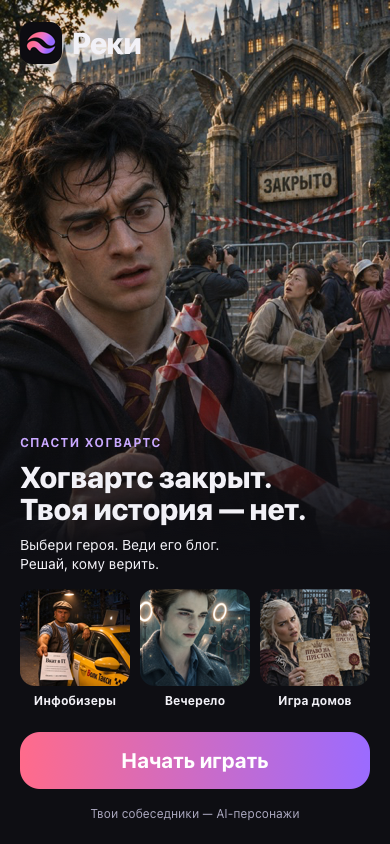 Реки
ЗАКРЫТО
СПАСТИ ХОГВАРТС
Хогвартс закрыт.
Твоя история — нет.
Выбери героя. Веди его блог.
Решай, кому верить.
Инфобизеры
Вечерело
Игра домов
Начать играть
Твои собеседники — AI-персонажи